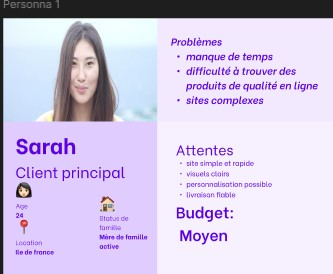 Personna 1
Problèmes
• manque de temps
• difficulté à trouver des
produits de qualité en ligne
• sites complexes
Sarah
Client principal
Age
24
Location
Ile de france
Status de
famille
Mère de famille
active
Attentes
• site simple et rapide
• visuels clairs
• personnalisation possible
• livraison fiable
Budget:
Moyen